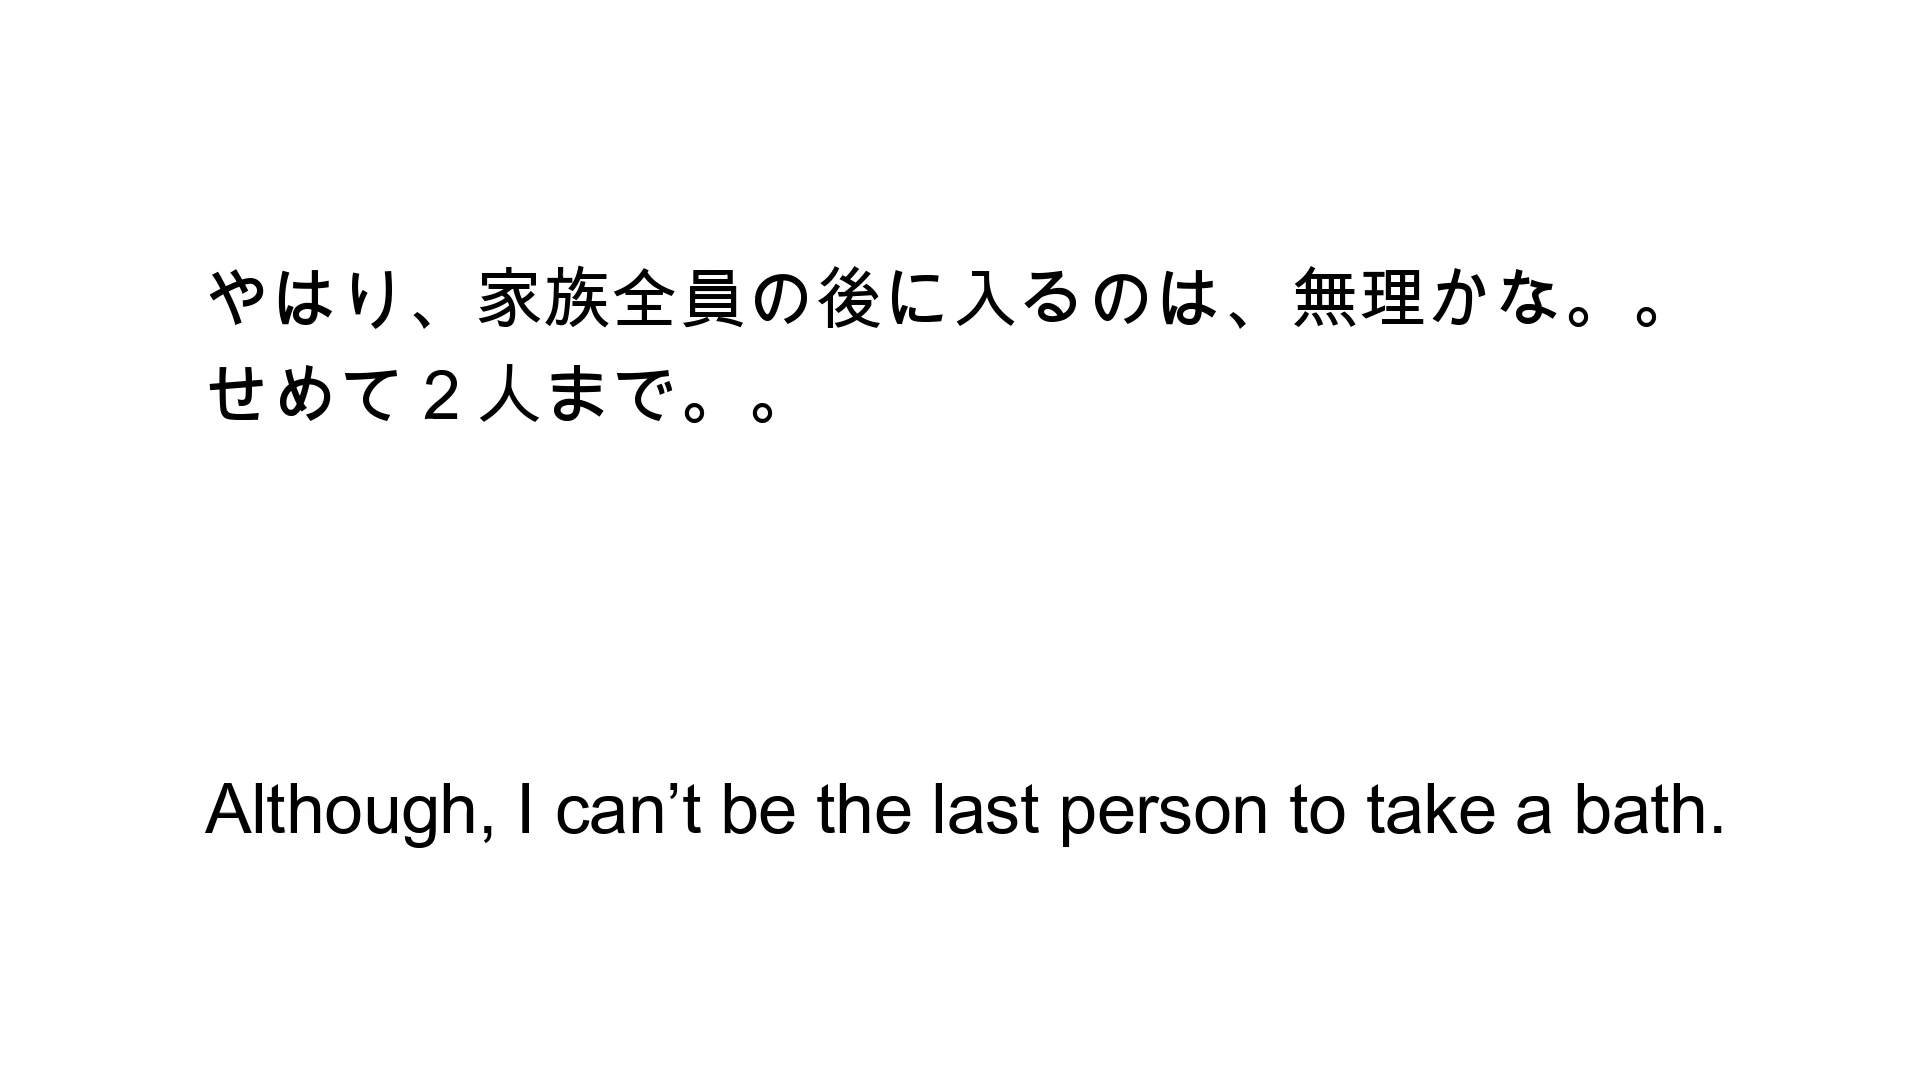 やはり、家族全員の後に入るのは、無理かな。。
せめて２人まで。。
Although, I can’t be the last person to take a bath.